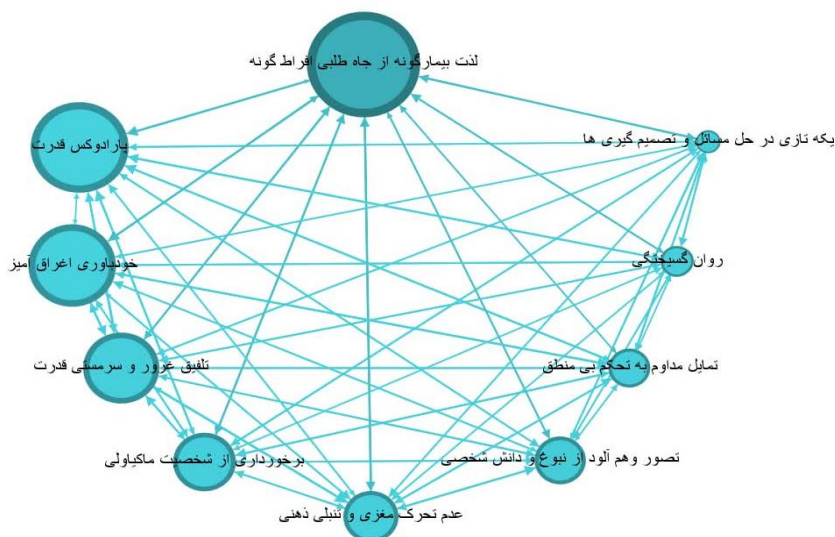 لذت بیمارگونه از جاه طلبی افراط گونه
یکه تازی در حل مسائل و تصمیم گیری ها
پارادوکس قدرت
روان گسیختگی
خودباوری اغراق آمیز
تلفیق غرور و سرمستی قدرت
تمایل مداوم به تحکم بی منطق
برخورداری از شخصیت ماکیاولی
تصور وهم آلود از نبوغ و دانش شخصی
عدم تحرک مغزی و تنبلی ذهنی